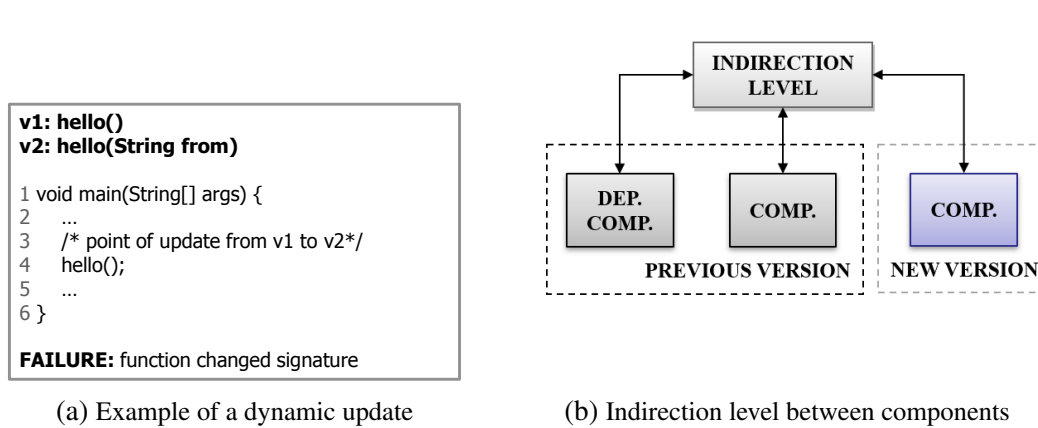 v1: hello()
v2: hello(String from)
1 void main(String[] args) {
2 ...
3 /* point of update from v1 to v2*/
4 hello();
5 ...
6 }
FAILURE: function changed signature
(a) Example of a dynamic update
INDIRECTION
LEVEL
DEP.
COMP.
COMP.
COMP.
PREVIOUS VERSION
NEW VERSION
(b) Indirection level between components